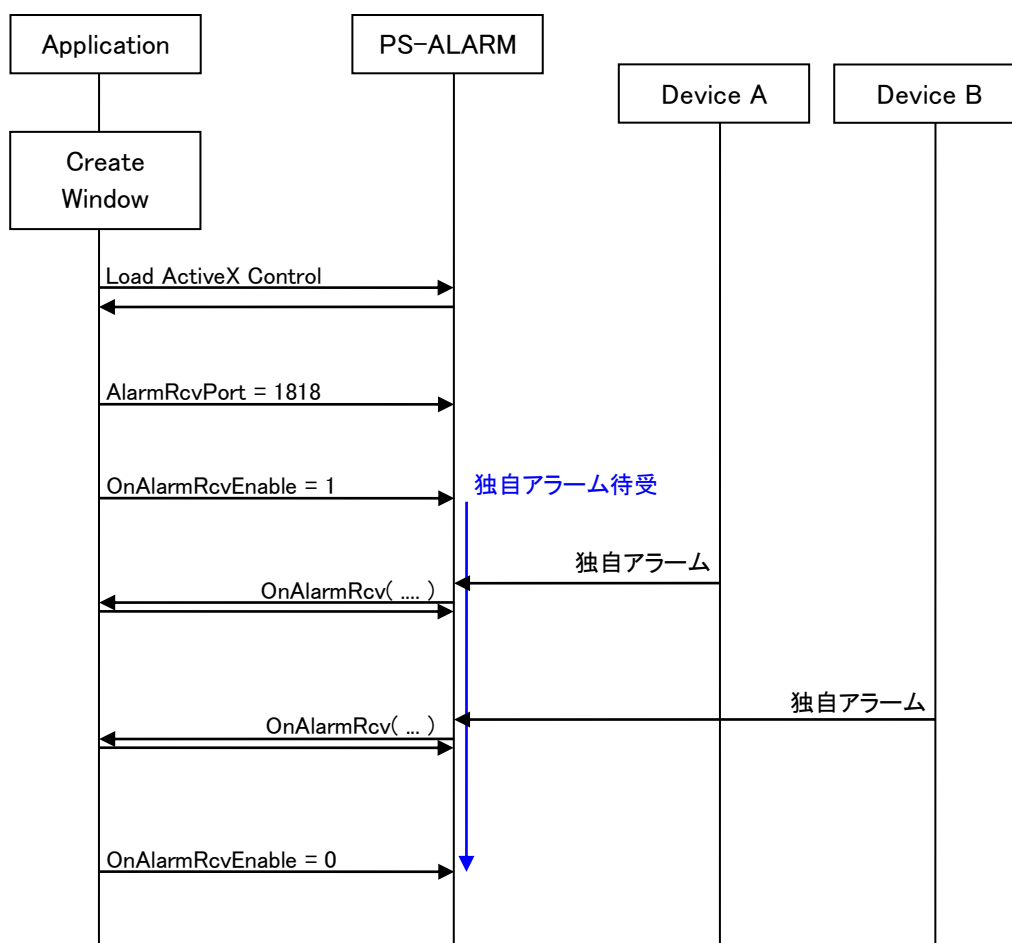 Application
PS-ALARM
Device A
Device B
Create
Window
Load ActiveX Control
AlarmRcvPort = 1818
OnAlarmRcvEnable = 1
独自アラーム待受
独自アラーム
OnAlarmRcv( .... )
独自アラーム
OnAlarmRcv( ... )
OnAlarmRcvEnable = 0